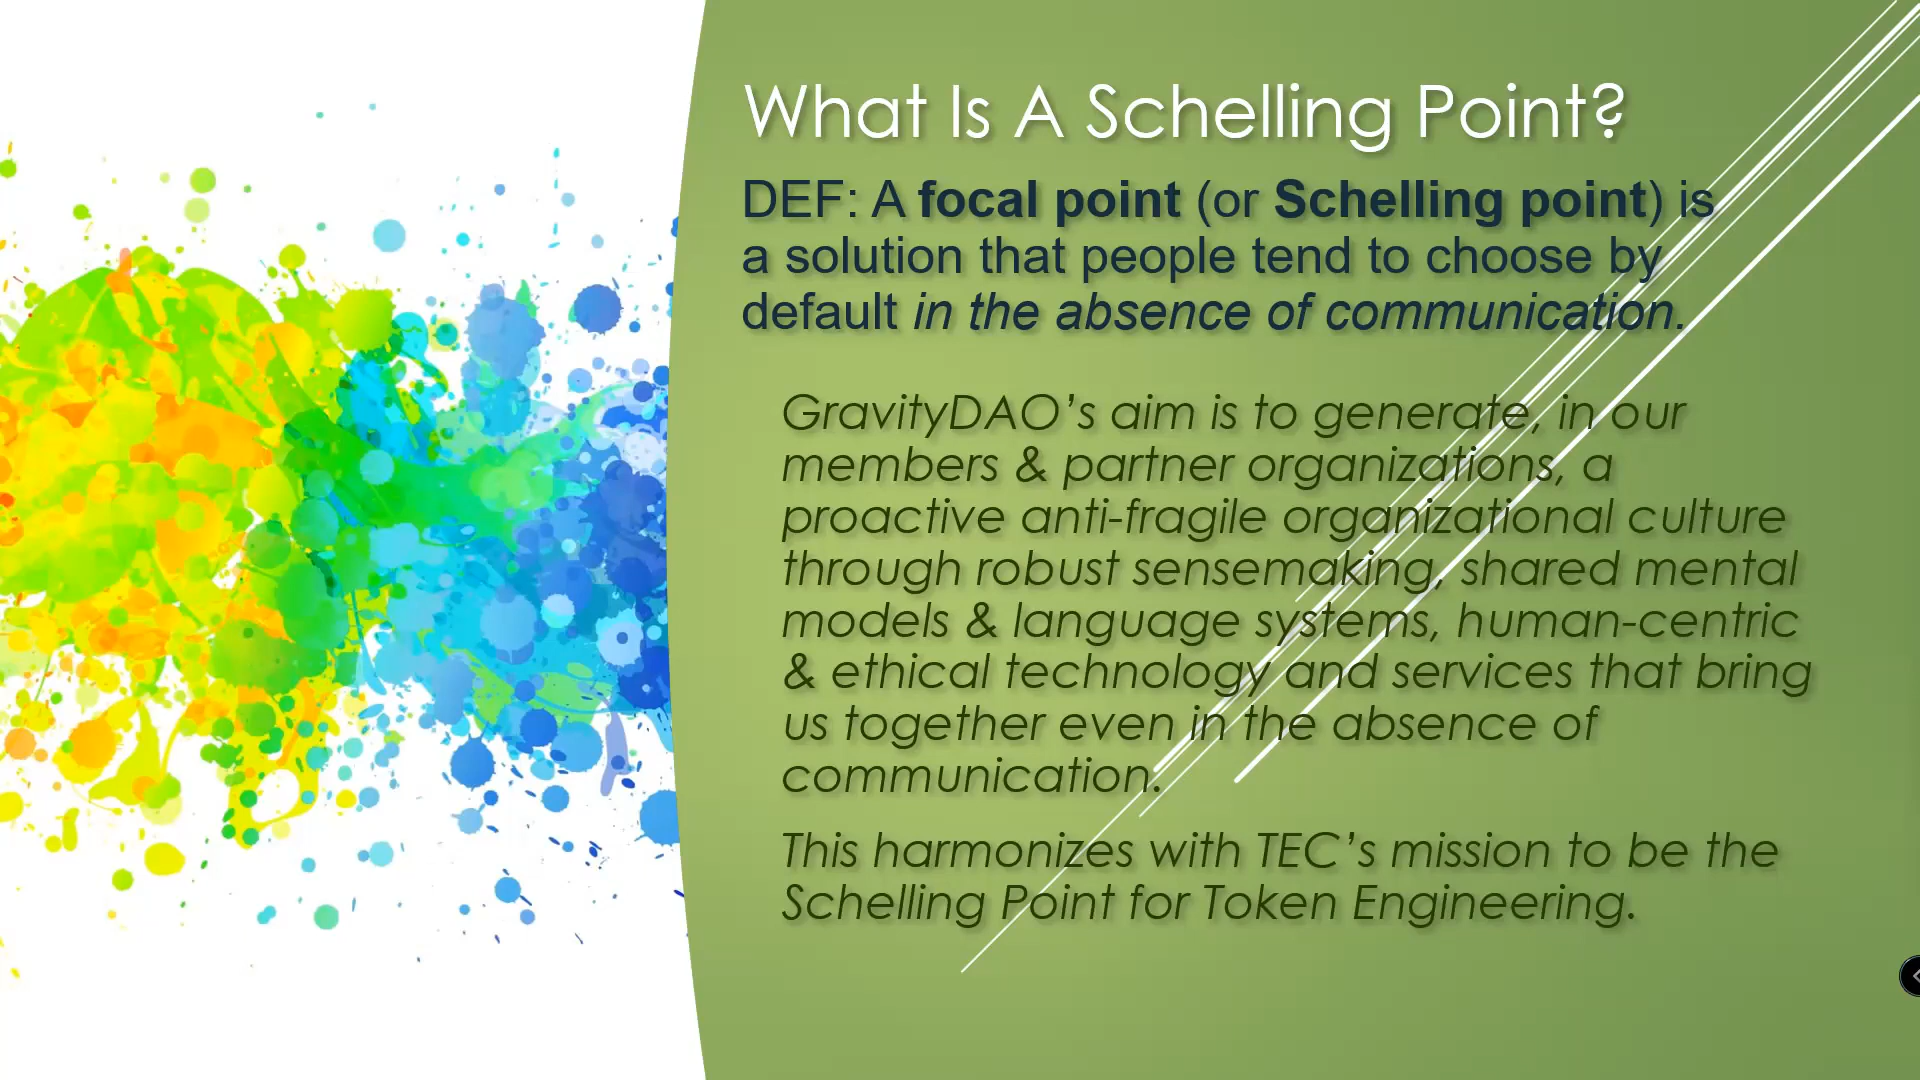 What Is A Schelling Point?
DEF: A focal point (or Schelling point) is
a solution that people tend to choose by
default in the absence of communication.
GravityDAO’s aim is to generate, in our
members & partner organizations, a
proactive anti-fragile organizational culture
through robust sensemaking, shared mental
models & language systems, human-centric
& ethical technology and services that bring
us together even in the absence of
communication.
This harmonizes with TEC’s mission to be the
Schelling Point for Token Engineering.